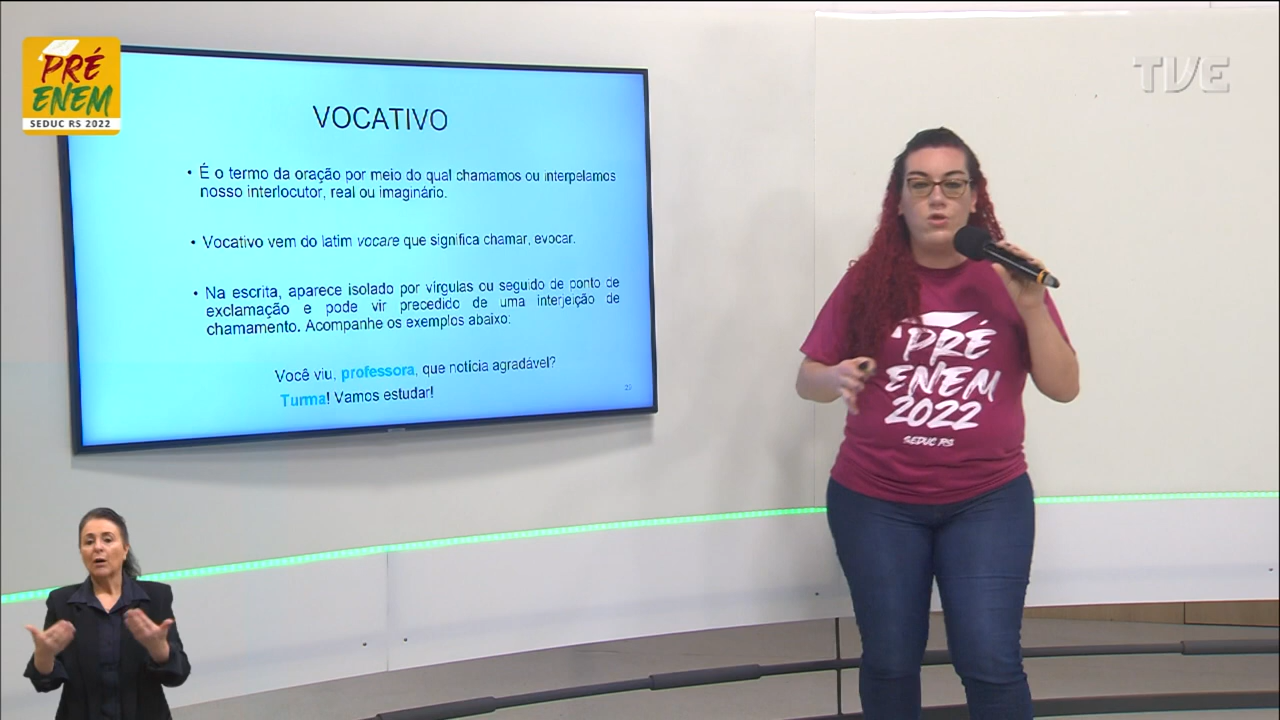 PRÉ
ENEM
SEDUC RS 2022
TVE
VOCATIVO
• É o termo da oração por meio do qual chamamos ou interpelamos
nosso interlocutor, real ou imaginário.
• Vocativo vem do latim vocare que significa chamar, evocar.
• Na escrita, aparece isolado por vírgulas ou seguido de ponto de
exclamação e pode vir precedido de uma interjeição de
chamamento. Acompanhe os exemplos abaixo:
Você viu, professora, que notícia agradável?
Turma! Vamos estudar!
PRÉ
ENEM
2022
SEDUC RS